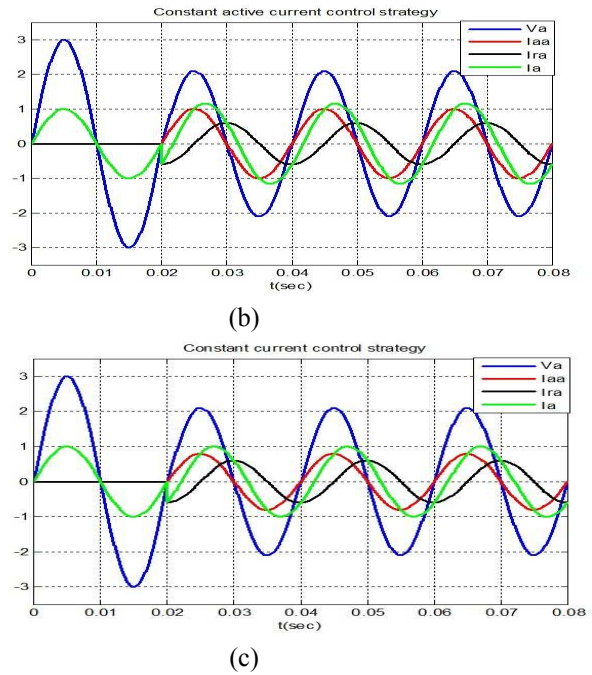 Constant active current control strategy
Va
Iaa
Ira
Ia
3
2
1
0
-1
-2
-3
0 0.01 0.02 0.03 0.04 0.05 0.06 0.07 0.08
t(sec)
(b)
Constant current control strategy
Va
Iaa
Ira
Ia
3
2
1
0
-1
-2
-3
0 0.01 0.02 0.03 0.04 0.05 0.06 0.07 0.08
t(sec)
(c)